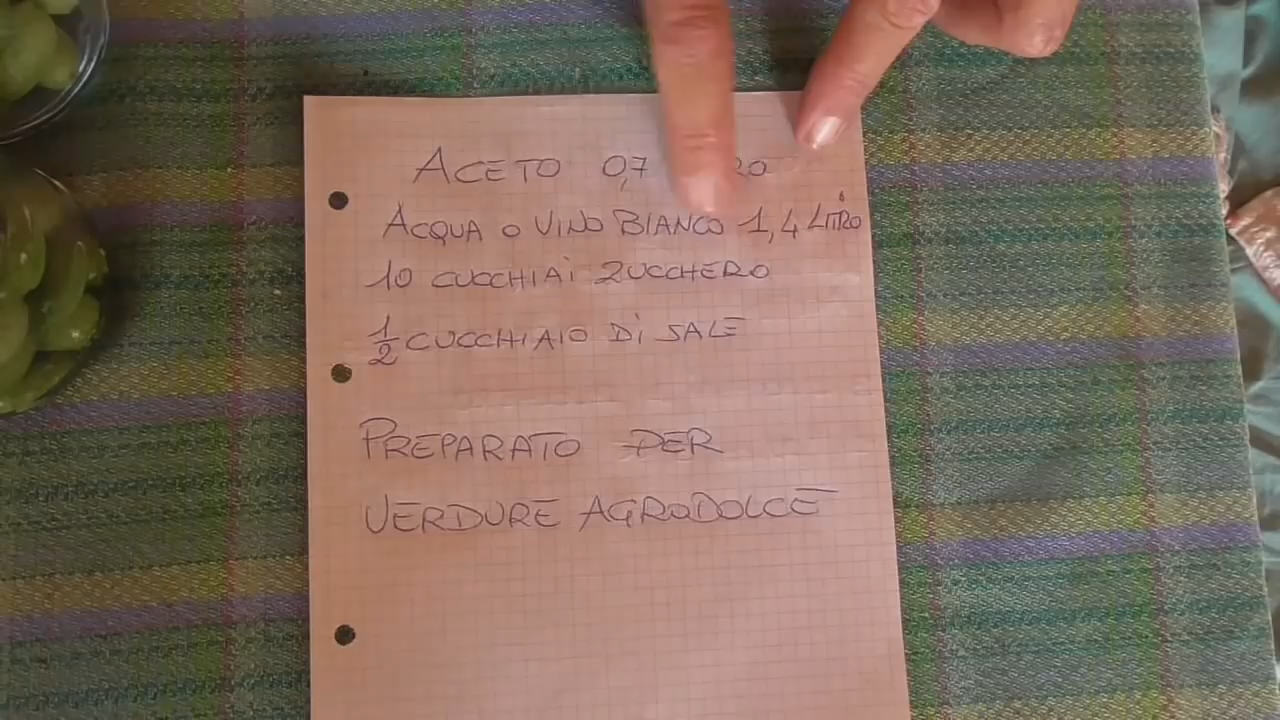 ACETO 0,7
ACQUA O VINO BIANCO 1,4 LITRO
10 CUCCHIAI ZUCCHERO
1/2 CUCCHIAIO DI SALE
PREPARATO PER
VERDURE AGRODOLCE